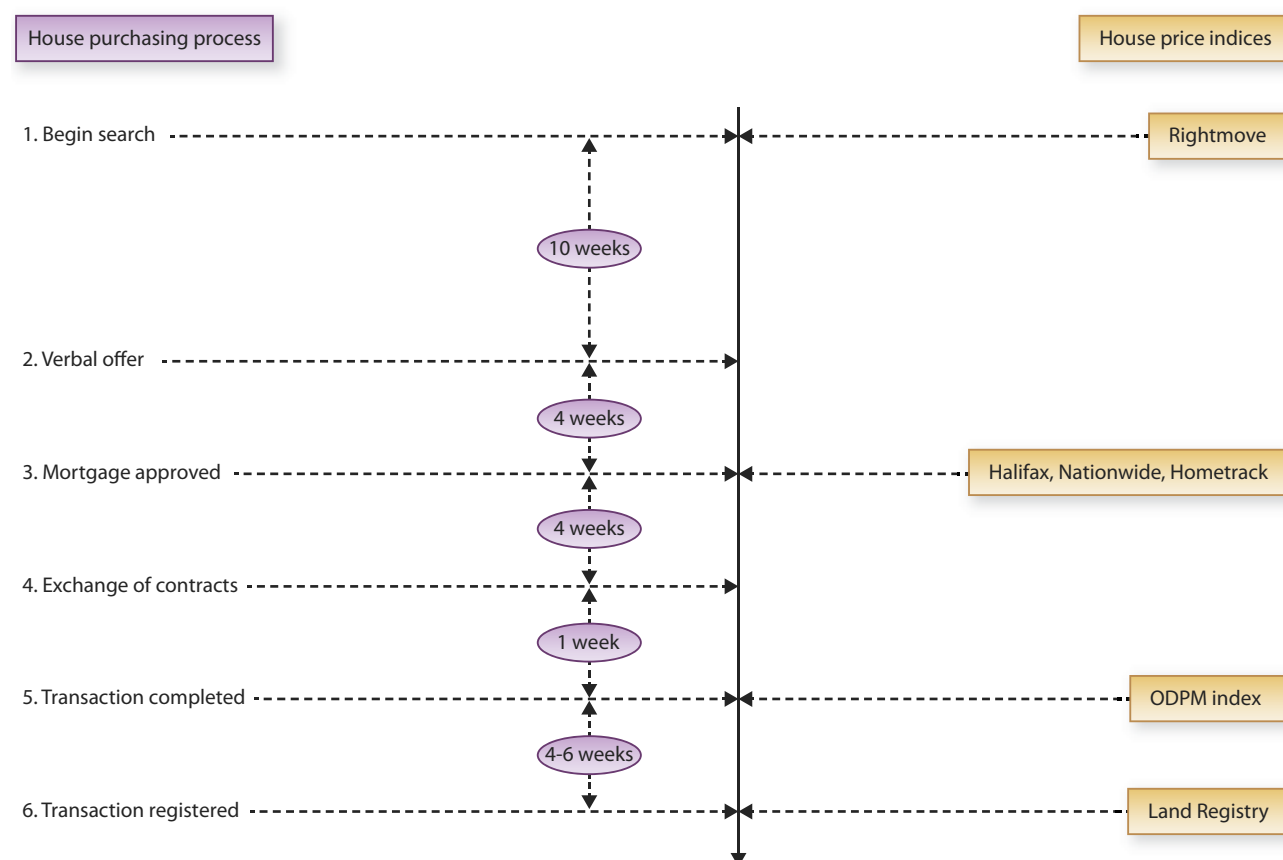 House purchasing process
House price indices
1. Begin search
Rightmove
10 weeks
2. Verbal offer
4 weeks
3. Mortgage approved
Halifax, Nationwide, Hometrack
4 weeks
4. Exchange of contracts
1 week
5. Transaction completed
ODPM index
4-6 weeks
6. Transaction registered
Land Registry